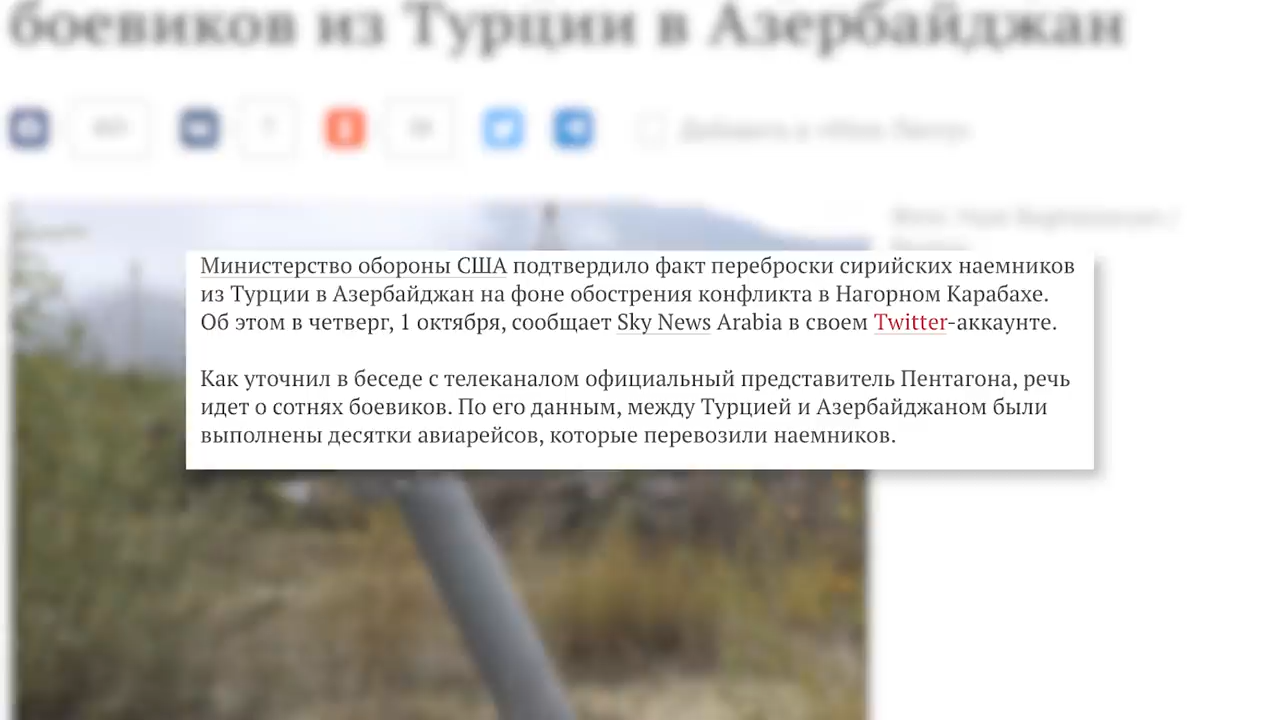 боевиков из Турции в Азербайджан
Добавить в «Мою Ленту»
Министерство обороны США подтвердило факт переброски сирийских наемников
из Турции в Азербайджан на фоне обострения конфликта в Нагорном Карабахе.
Об этом в четверг, 1 октября, сообщает Sky News Arabia в своем Twitter-аккаунте.
Как уточнил в беседе с телеканалом официальный представитель Пентагона, речь
идет о сотнях боевиков. По его данным, между Турцией и Азербайджаном были
выполнены десятки авиарейсов, которые перевозили наемников.